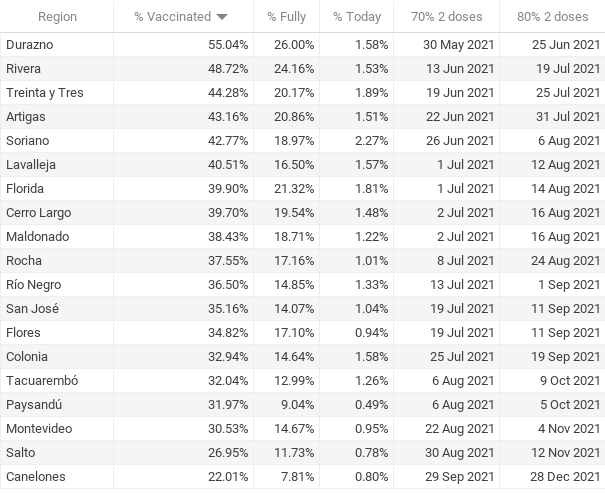 Region % Vaccinated % Fully % Today 70% 2 doses 80% 2 doses
Durazno 55.04% 26.00% 1.58% 30 May 2021 25 Jun 2021
Rivera 48.72% 24.16% 1.53% 13 Jun 2021 19 Jul 2021
Treinta y Tres 44.28% 20.17% 1.89% 19 Jun 2021 25 Jul 2021
Artigas 43.16% 20.86% 1.51% 22 Jun 2021 31 Jul 2021
Soriano 42.77% 18.97% 2.27% 26 Jun 2021 6 Aug 2021
Lavalleja 40.51% 16.50% 1.57% 1 Jul 2021 12 Aug 2021
Florida 39.90% 21.32% 1.81% 1 Jul 2021 14 Aug 2021
Cerro Largo 39.70% 19.54% 1.48% 2 Jul 2021 16 Aug 2021
Maldonado 38.43% 18.71% 1.22% 2 Jul 2021 16 Aug 2021
Rocha 37.55% 17.16% 1.01% 8 Jul 2021 24 Aug 2021
Río Negro 36.50% 14.85% 1.33% 13 Jul 2021 1 Sep 2021
San José 35.16% 14.07% 1.04% 19 Jul 2021 11 Sep 2021
Flores 34.82% 17.10% 0.94% 19 Jul 2021 11 Sep 2021
Colonia 32.94% 14.64% 1.58% 25 Jul 2021 19 Sep 2021
Tacuarembó 32.04% 12.99% 1.26% 6 Aug 2021 9 Oct 2021
Paysandú 31.97% 9.04% 0.49% 6 Aug 2021 5 Oct 2021
Montevideo 30.53% 14.67% 0.95% 22 Aug 2021 4 Nov 2021
Salto 26.95% 11.73% 0.78% 30 Aug 2021 12 Nov 2021
Canelones 22.01% 7.81% 0.80% 29 Sep 2021 28 Dec 2021